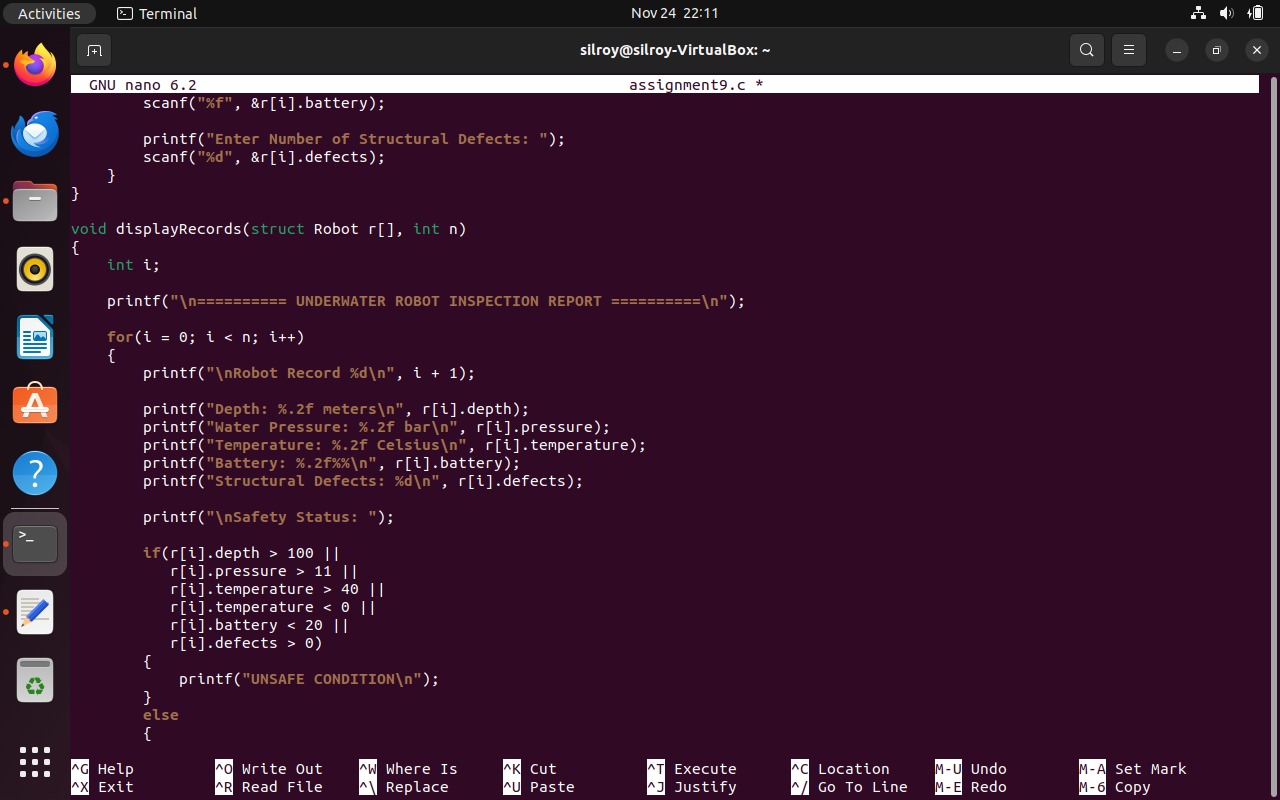 Activities Terminal Nov 24 22:11
silroy@silroy-VirtualBox: ~
GNU nano 6.2 assignment9.c *
        scanf("%f", &r[i].battery);

        printf("Enter Number of Structural Defects: ");
        scanf("%d", &r[i].defects);
    }
}

void displayRecords(struct Robot r[], int n)
{
    int i;

    printf("\n========== UNDERWATER ROBOT INSPECTION REPORT ==========\n");

    for(i = 0; i < n; i++)
    {
        printf("\nRobot Record %d\n", i + 1);

        printf("Depth: %.2f meters\n", r[i].depth);
        printf("Water Pressure: %.2f bar\n", r[i].pressure);
        printf("Temperature: %.2f Celsius\n", r[i].temperature);
        printf("Battery: %.2f%%\n", r[i].battery);
        printf("Structural Defects: %d\n", r[i].defects);

        printf("\nSafety Status: ");

        if(r[i].depth > 100 ||
           r[i].pressure > 11 ||
           r[i].temperature > 40 ||
           r[i].temperature < 0 ||
           r[i].battery < 20 ||
           r[i].defects > 0)
        {
            printf("UNSAFE CONDITION\n");
        }
        else
        {
^G Help ^O Write Out ^W Where Is ^K Cut ^T Execute ^C Location M-U Undo M-A Set Mark
^X Exit ^R Read File ^\ Replace ^U Paste ^J Justify ^/ Go To Line M-E Redo M-6 Copy